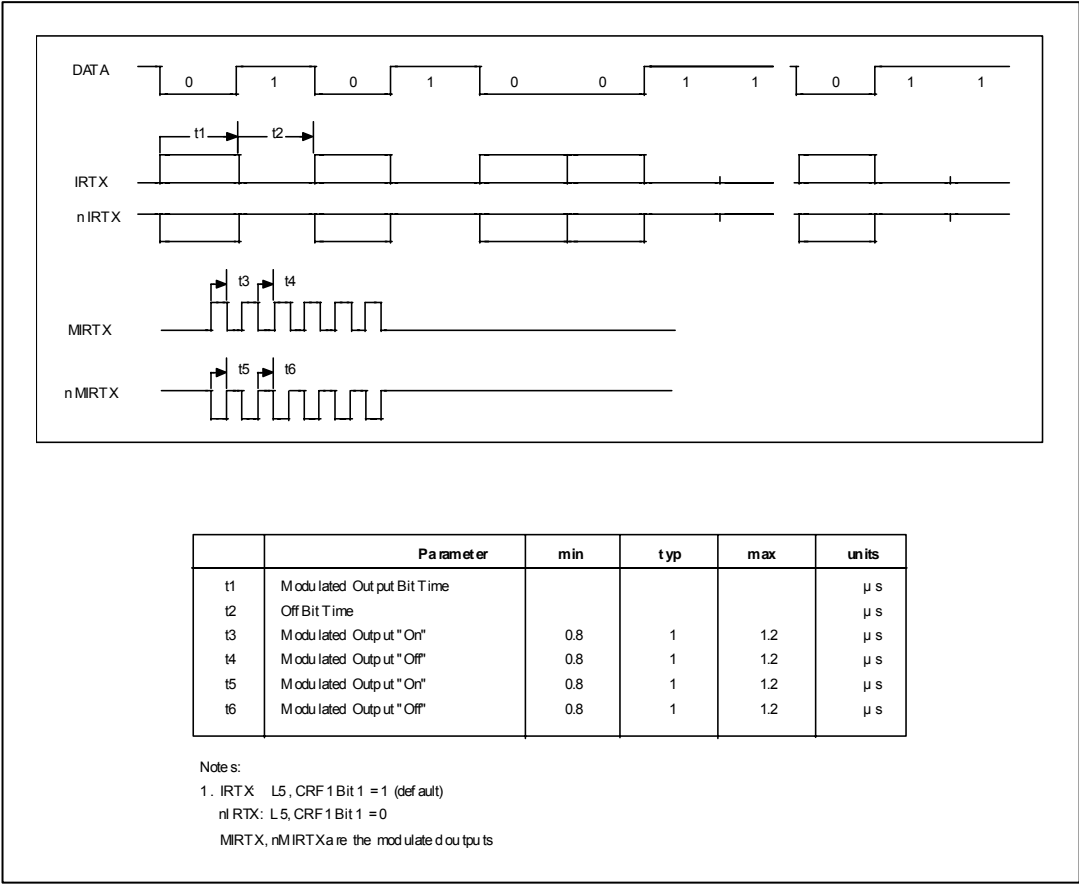 DATA 0 1 0 1 0 0 1 1 0 1 1
t1 t2
IRTX
nIRTX
t3 t4
MIRTX
t5 t6
nMIRTX
Parameter min typ max units
t1 Modulated Output Bit Time µs
t2 Off Bit Time µs
t3 Modulated Output "On" 0.8 1 1.2 µs
t4 Modulated Output "Off" 0.8 1 1.2 µs
t5 Modulated Output "On" 0.8 1 1.2 µs
t6 Modulated Output "Off" 0.8 1 1.2 µs
Notes:
1. IRTX: L5, CRF1 Bit 1 = 1 (default)
nIRTX: L5, CRF1 Bit 1 = 0
MIRTX, nMIRTX are the modulated outputs